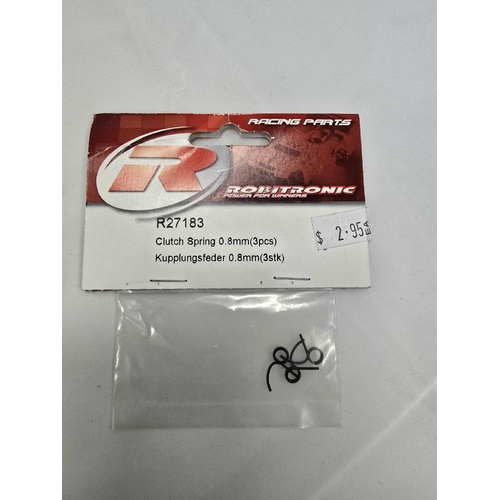 RACING PARTS
R
ROBITRONIC
POWER FOR WINNERS
R27183
$ 2.95
Clutch Spring 0.8mm(3pcs)
Kupplungsfeder 0.8mm(3stk)